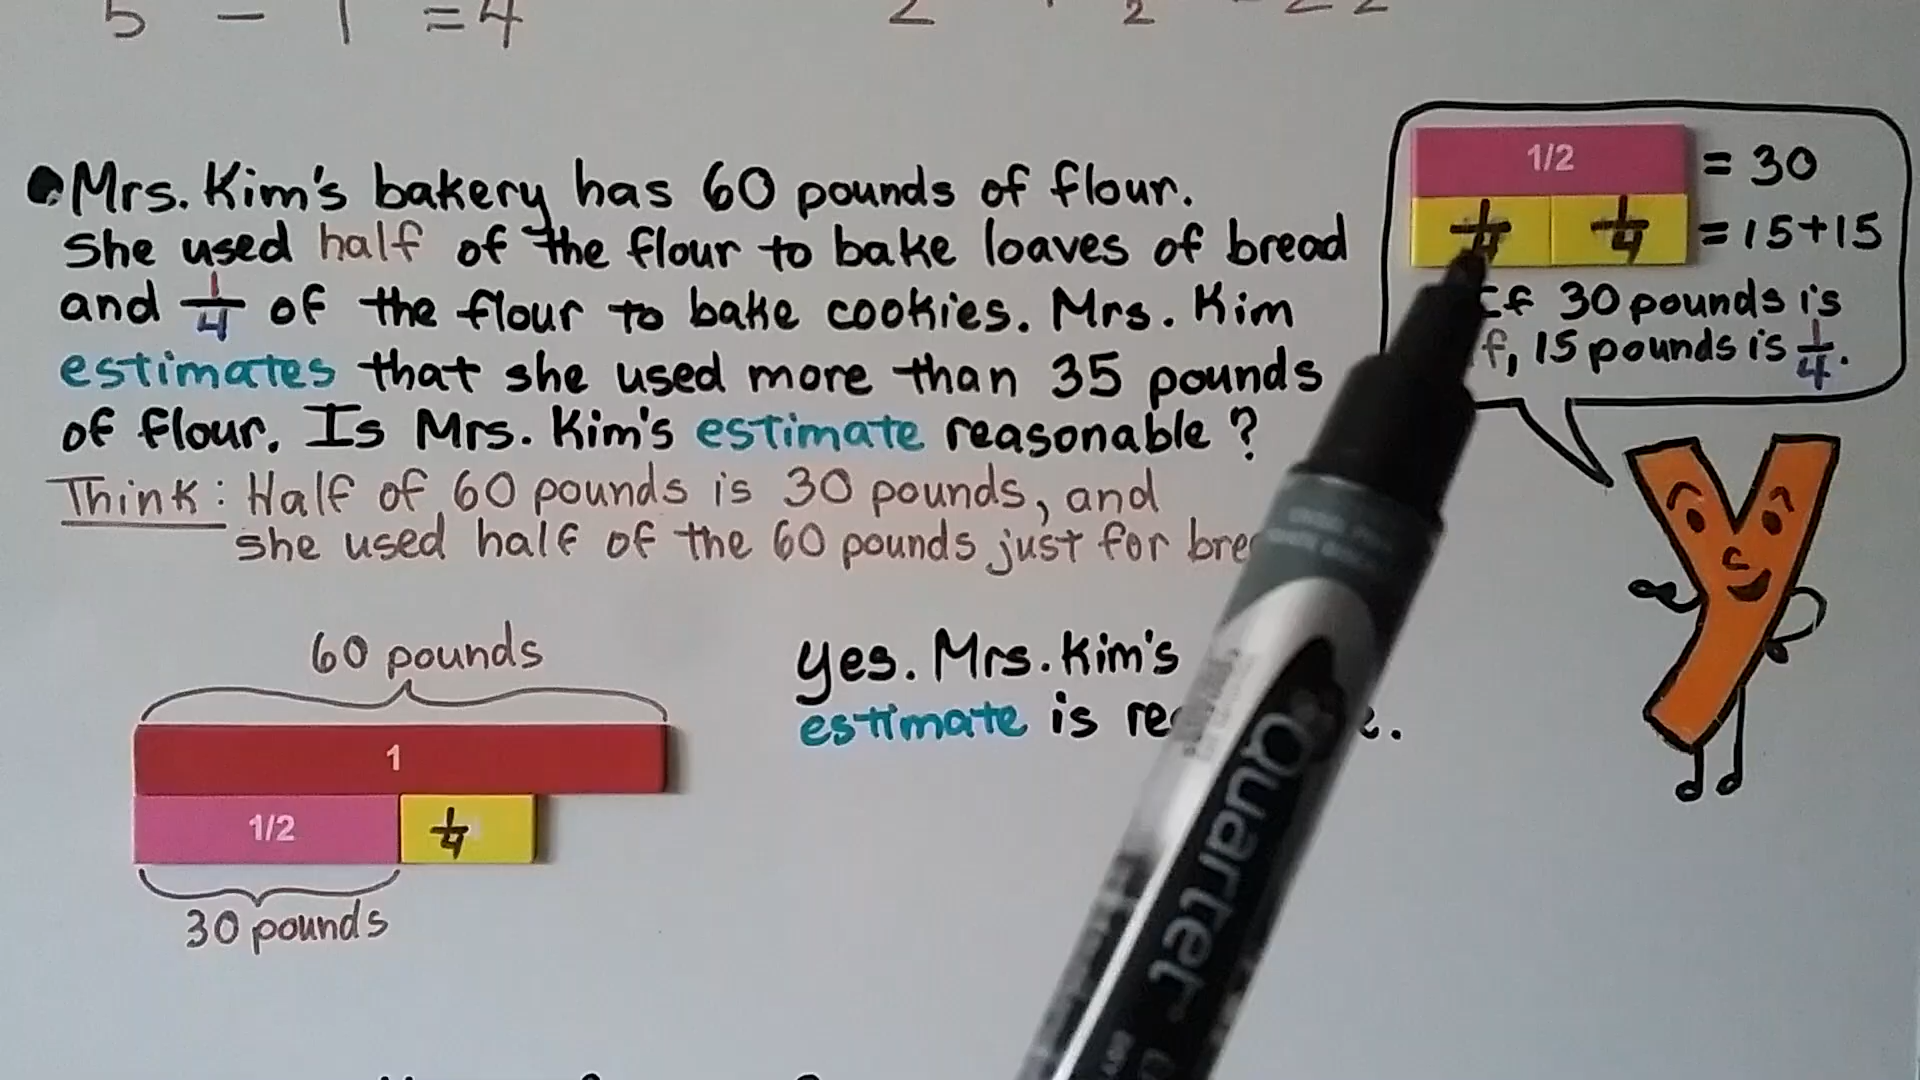 5 - 1 = 4
● Mrs. Kim's bakery has 60 pounds of flour.
She used half of the flour to bake loaves of bread
and 1/4 of the flour to bake cookies. Mrs. Kim
estimates that she used more than 35 pounds
of flour. Is Mrs. Kim's estimate reasonable?
Think: Half of 60 pounds is 30 pounds, and
she used half of the 60 pounds just for
1/2 = 30
1/4 1/4 = 15+15
If 30 pounds is
15 pounds is 1/4.
60 pounds
1
1/2 1/4
30 pounds
yes. Mrs. Kim's
estimate is
Quartet